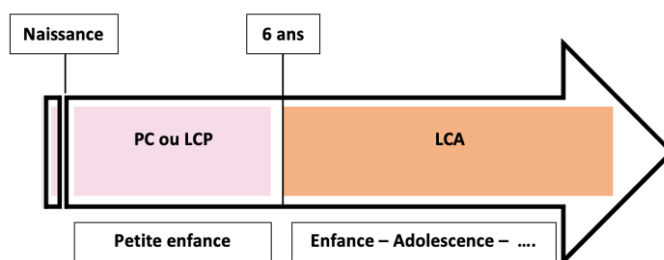 Naissance
6 ans
PC ou LCP
LCA
Petite enfance
Enfance – Adolescence – ....